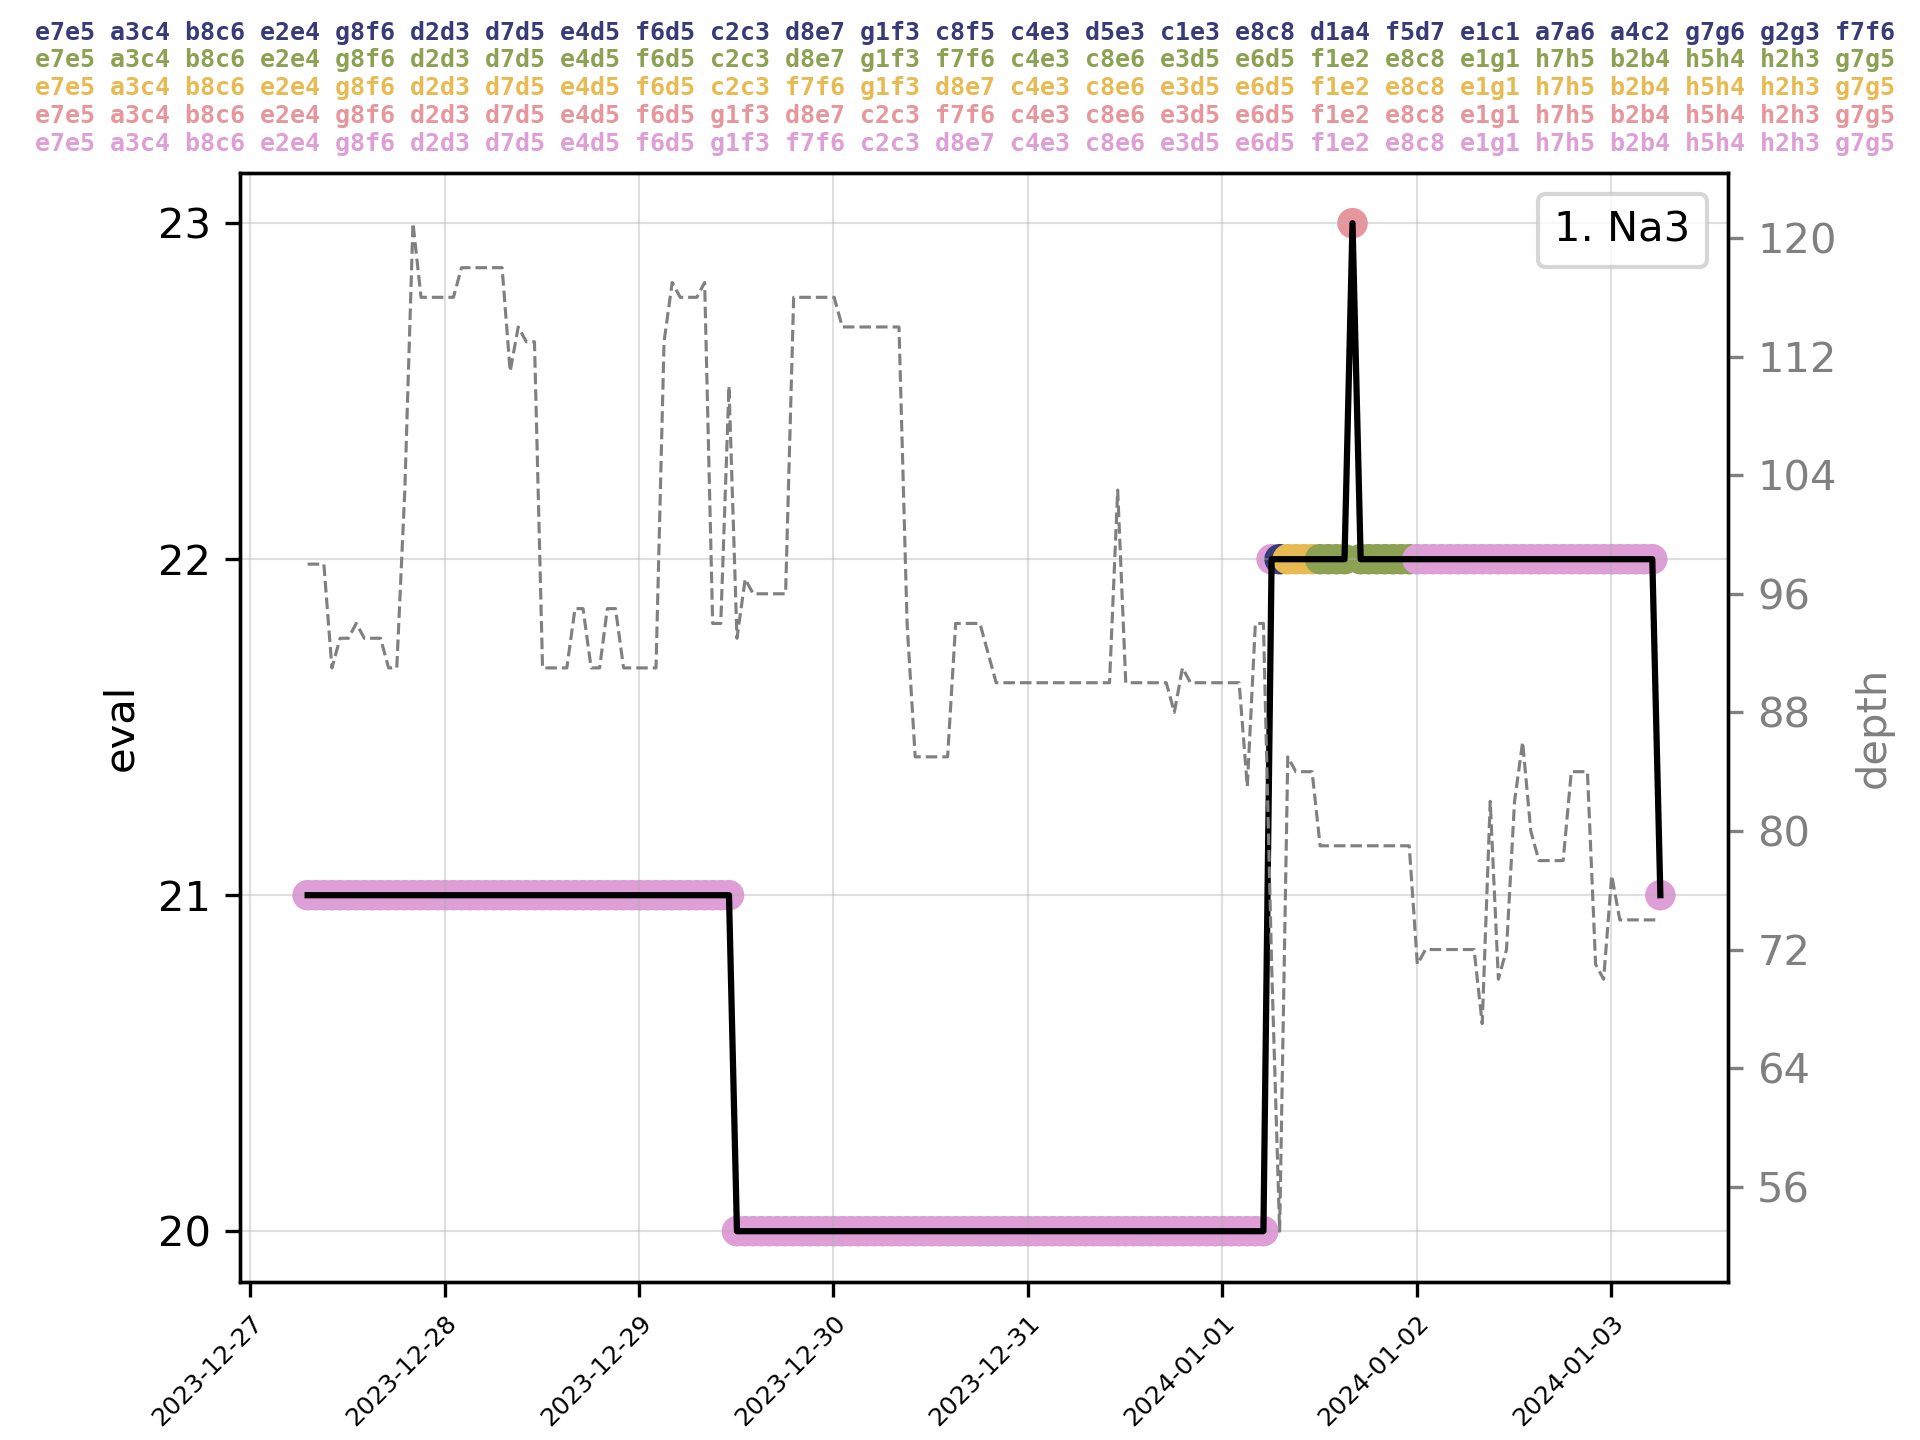 e7e5 a3c4 b8c6 e2e4 g8f6 d2d3 d7d5 e4d5 f6d5 c2c3 d8e7 g1f3 c8f5 c4e3 d5e3 c1e3 e8c8 d1a4 f5d7 e1c1 a7a6 a4c2 g7g6 g2g3 f7f6
e7e5 a3c4 b8c6 e2e4 g8f6 d2d3 d7d5 e4d5 f6d5 c2c3 d8e7 g1f3 f7f6 c4e3 c8e6 e3d5 e6d5 f1e2 e8c8 e1g1 h7h5 b2b4 h5h4 h2h3 g7g5
e7e5 a3c4 b8c6 e2e4 g8f6 d2d3 d7d5 e4d5 f6d5 c2c3 f7f6 g1f3 d8e7 c4e3 c8e6 e3d5 e6d5 f1e2 e8c8 e1g1 h7h5 b2b4 h5h4 h2h3 g7g5
e7e5 a3c4 b8c6 e2e4 g8f6 d2d3 d7d5 e4d5 f6d5 g1f3 d8e7 c2c3 f7f6 c4e3 c8e6 e3d5 e6d5 f1e2 e8c8 e1g1 h7h5 b2b4 h5h4 h2h3 g7g5
e7e5 a3c4 b8c6 e2e4 g8f6 d2d3 d7d5 e4d5 f6d5 g1f3 f7f6 c2c3 d8e7 c4e3 c8e6 e3d5 e6d5 f1e2 e8c8 e1g1 h7h5 b2b4 h5h4 h2h3 g7g5
1. Na3
23
22
21
20
eval
120
112
104
96
88
80
72
64
56
depth
2023-12-27
2023-12-28
2023-12-29
2023-12-30
2023-12-31
2024-01-01
2024-01-02
2024-01-03